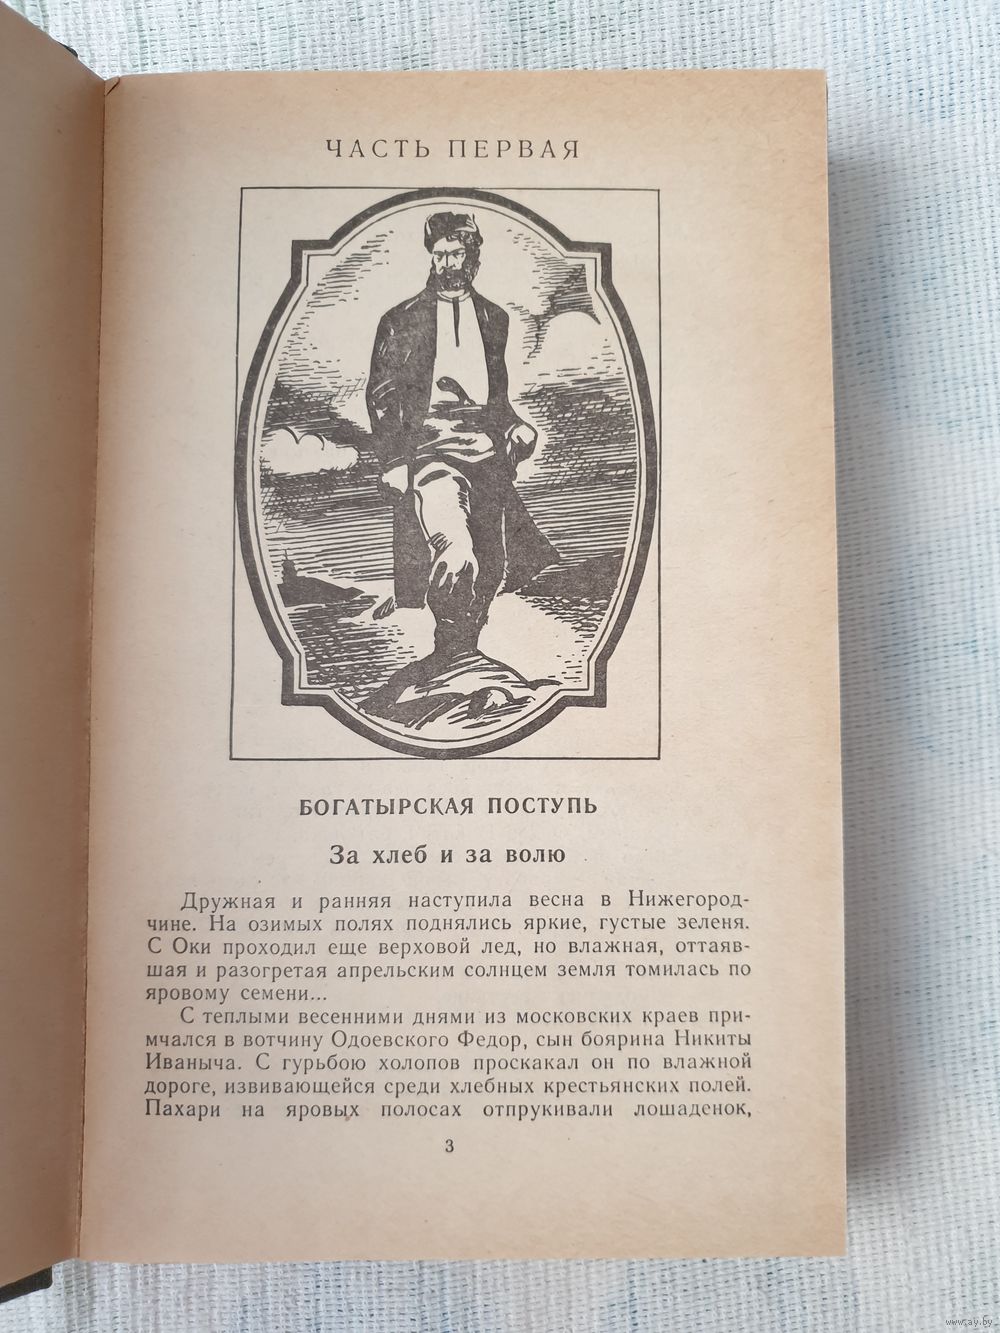 ЧАСТЬ ПЕРВАЯ
БОГАТЫРСКАЯ ПОСТУПЬ
За хлеб и за волю
Дружная и ранняя наступила весна в Нижегород-
чине. На озимых полях поднялись яркие, густые зеленя.
С Оки проходил еще верховой лед, но влажная, оттаяв-
шая и разогретая апрельским солнцем земля томилась по
яровому семени...
С теплыми весенними днями из московских краев при-
мчался в вотчину Одоевского Федор, сын боярина Никиты
Иваныча. С гурьбою холопов проскакал он по влажной
дороге, извивающейся среди хлебных крестьянских полей.
Пахари на яровых полосах отпрукивали лошаденок,
3
www.ay.by